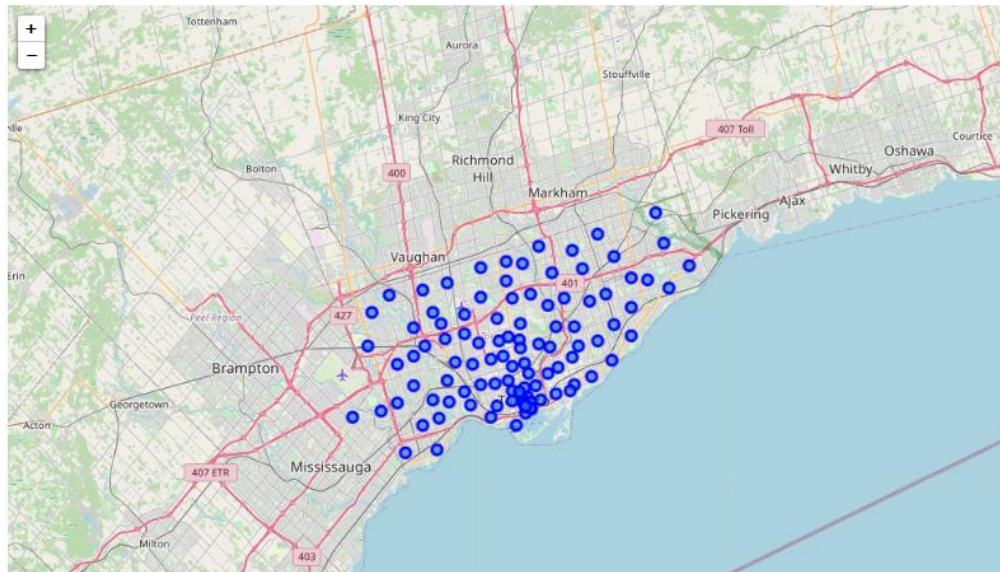 +
−
Tottenham
Aurora
Stouffville
King City
407 Toll
Courtice
Oshawa
Richmond
Hill
Whitby
Bolton
400
Markham
Ajax
Pickering
Vaughan
401
Erin
427
Peel Region
Brampton
Georgetown
Acton
Mississauga
407 ETR
Milton
403